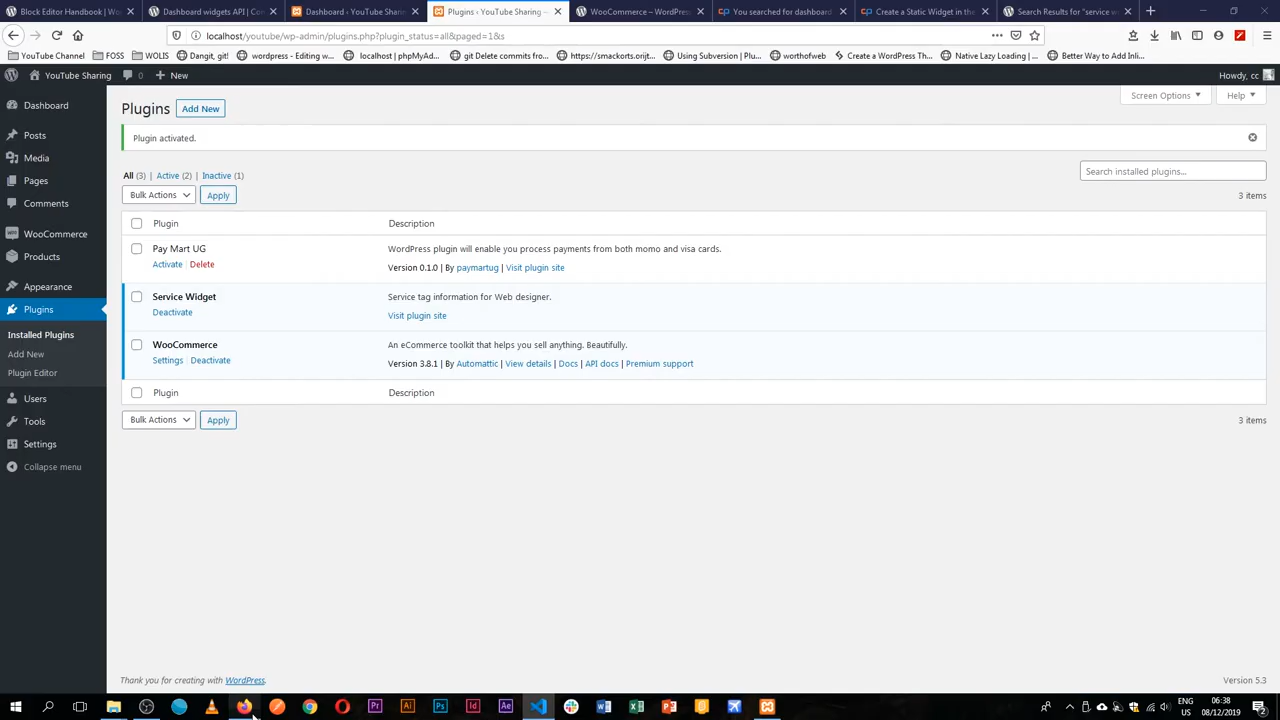 Block Editor Handbook | Wo
Dashboard widgets API | Co
Dashboard ‹ YouTube Sharing
Plugins ‹ YouTube Sharing —
WooCommerce – WordPres
You searched for dashboard
Create a Static Widget in the
Search Results for "service w
localhost/youtube/wp-admin/plugins.php?plugin_status=all&paged=1&s
YouTube Channel
FOSS
WOLIS
Dangit, git!
wordpress - Editing w...
localhost | phpMyAd...
git Delete commits fro...
https://smackorts.orijt...
Using Subversion | Plu...
worthofweb
Create a WordPress Th...
Native Lazy Loading |...
Better Way to Add Inli...
YouTube Sharing
0
New
Howdy, cc
Dashboard
Posts
Media
Pages
Comments
WooCommerce
Products
Appearance
Plugins
Installed Plugins
Add New
Plugin Editor
Users
Tools
Settings
Collapse menu
Screen Options
Help
Plugins
Add New
Plugin activated.
All (3) | Active (2) | Inactive (1)
Search installed plugins...
Bulk Actions
Apply
3 items
Plugin
Description
Pay Mart UG
WordPress plugin will enable you process payments from both momo and visa cards.
Activate | Delete
Version 0.1.0 | By paymartug | Visit plugin site
Service Widget
Service tag information for Web designer.
Deactivate
Visit plugin site
WooCommerce
An eCommerce toolkit that helps you sell anything. Beautifully.
Settings | Deactivate
Version 3.8.1 | By Automattic | View details | Docs | API docs | Premium support
Plugin
Description
Bulk Actions
Apply
3 items
Thank you for creating with WordPress.
Version 5.3
Pr
Ai
Ps
Id
Ae
ENG
US
06:38
08/12/2019
2